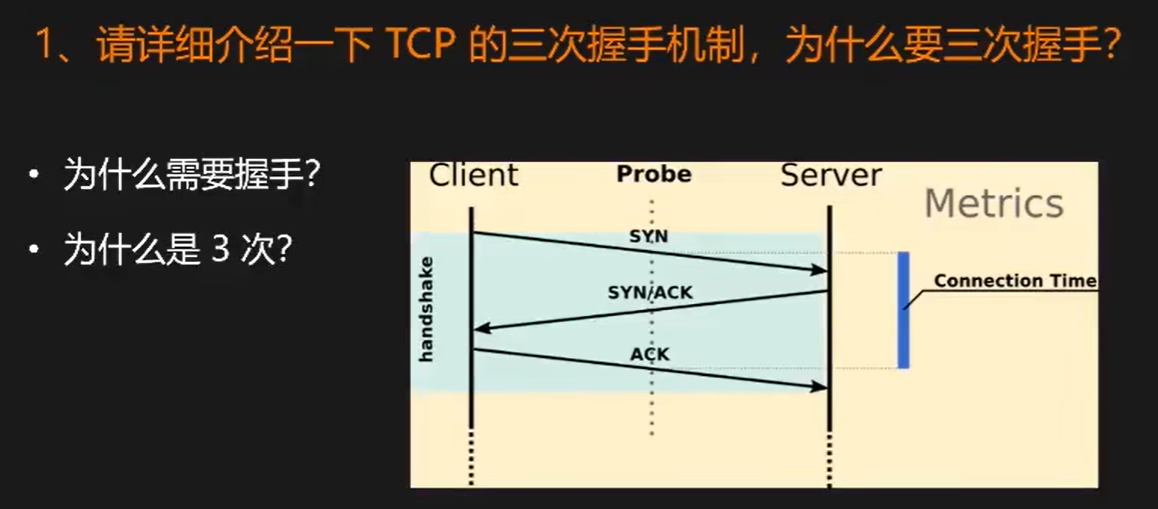 1、请详细介绍一下 TCP 的三次握手机制，为什么要三次握手？
• 为什么需要握手？
• 为什么是 3 次？
Client
Probe
Server
Metrics
SYN
handshake
SYN/ACK
Connection Time
ACK